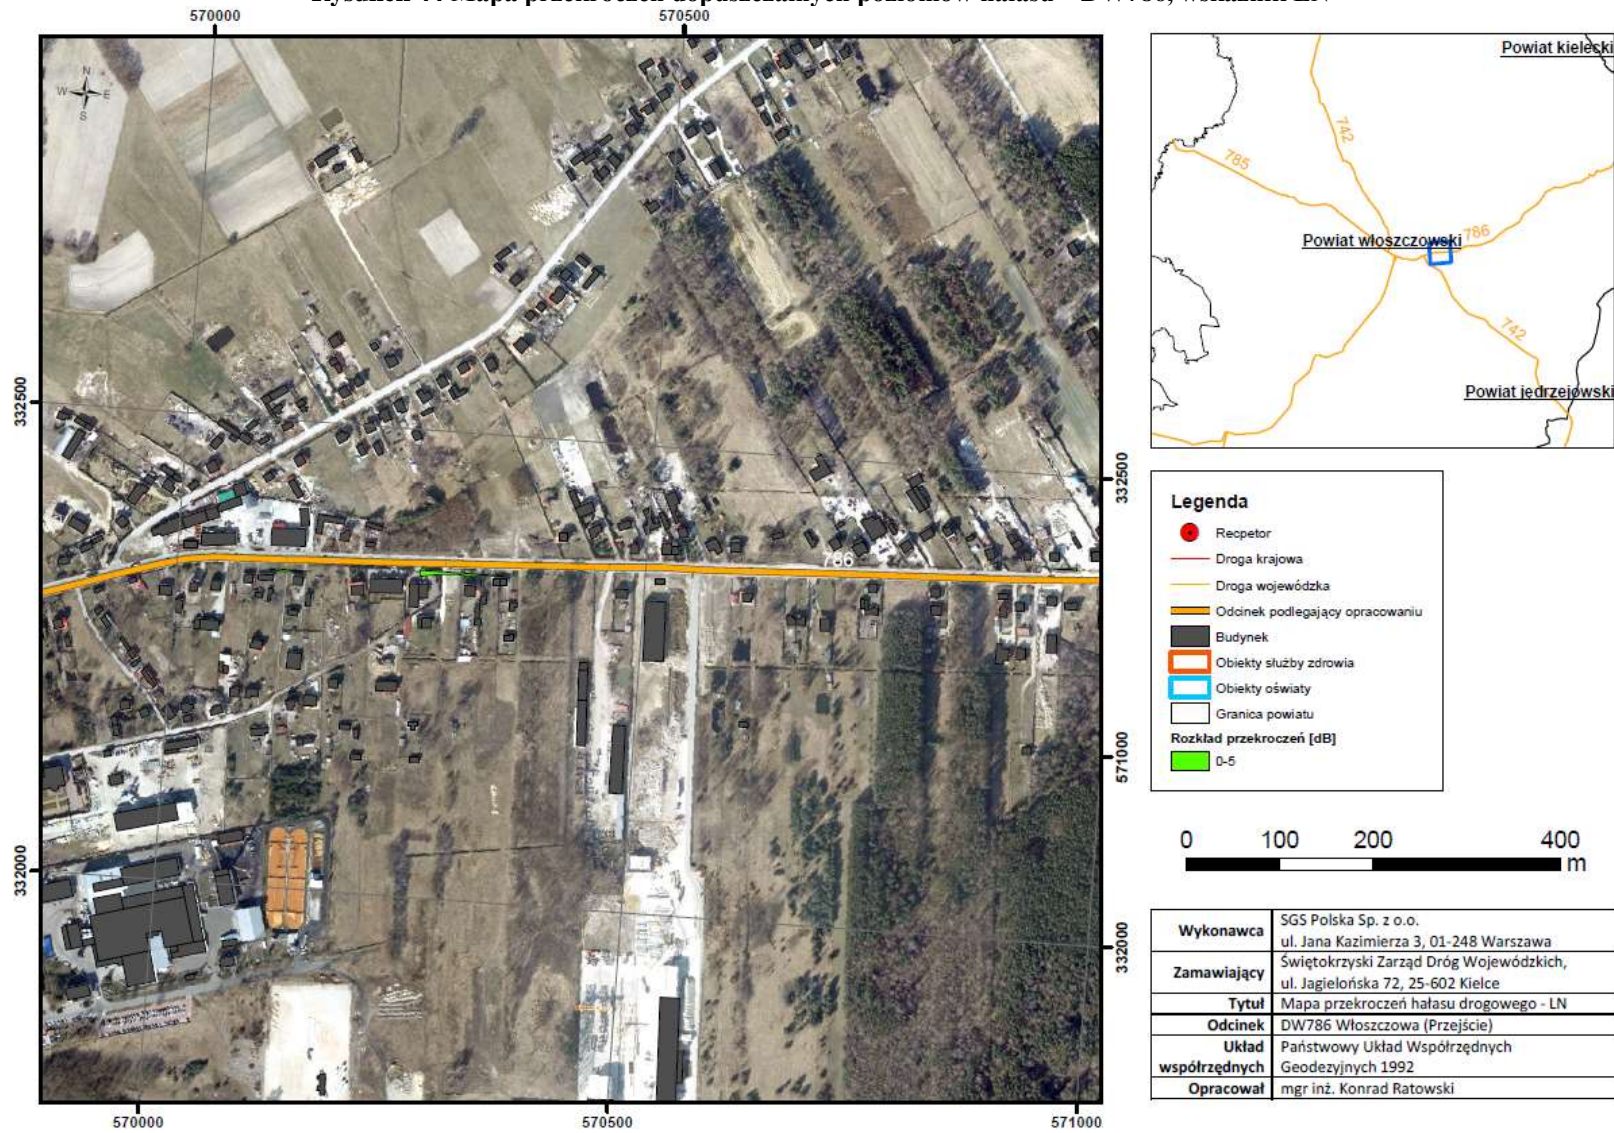 570000
570500
N
W
E
S
332500
332000
786
332500
571000
332000
570000
570500
571000
Powiat kielecki
742
785
786
Powiat włoszczowski
742
Powiat jędrzejowski
Legenda
Recpetor
Droga krajowa
Droga wojewódzka
Odcinek podlegający opracowaniu
Budynek
Obiekty służby zdrowia
Obiekty oświaty
Granica powiatu
Rozkład przekroczeń [dB]
0-5
0 100 200 400
m
Wykonawca SGS Polska Sp. z o.o.
ul. Jana Kazimierza 3, 01-248 Warszawa
Zamawiający Świętokrzyski Zarząd Dróg Wojewódzkich,
ul. Jagielońska 72, 25-602 Kielce
Tytuł Mapa przekroczeń hałasu drogowego - LN
Odcinek DW786 Włoszczowa (Przejście)
Układ Państwowy Układ Współrzędnych
współrzędnych Geodezyjnych 1992
Opracował mgr inż. Konrad Ratowski